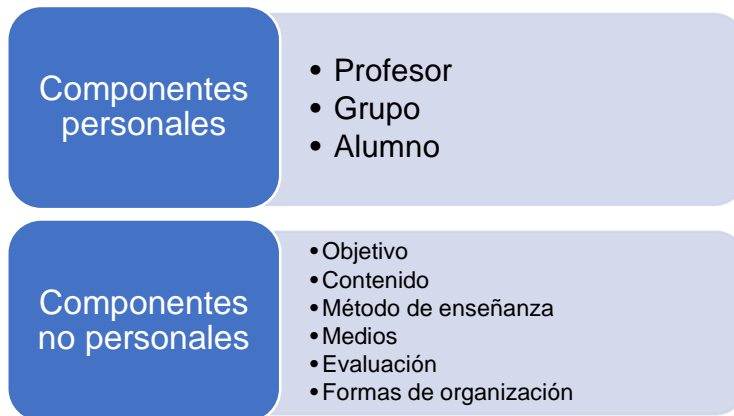 Componentes
personales
• Profesor
• Grupo
• Alumno
Componentes
no personales
•Objetivo
•Contenido
•Método de enseñanza
•Medios
•Evaluación
•Formas de organización